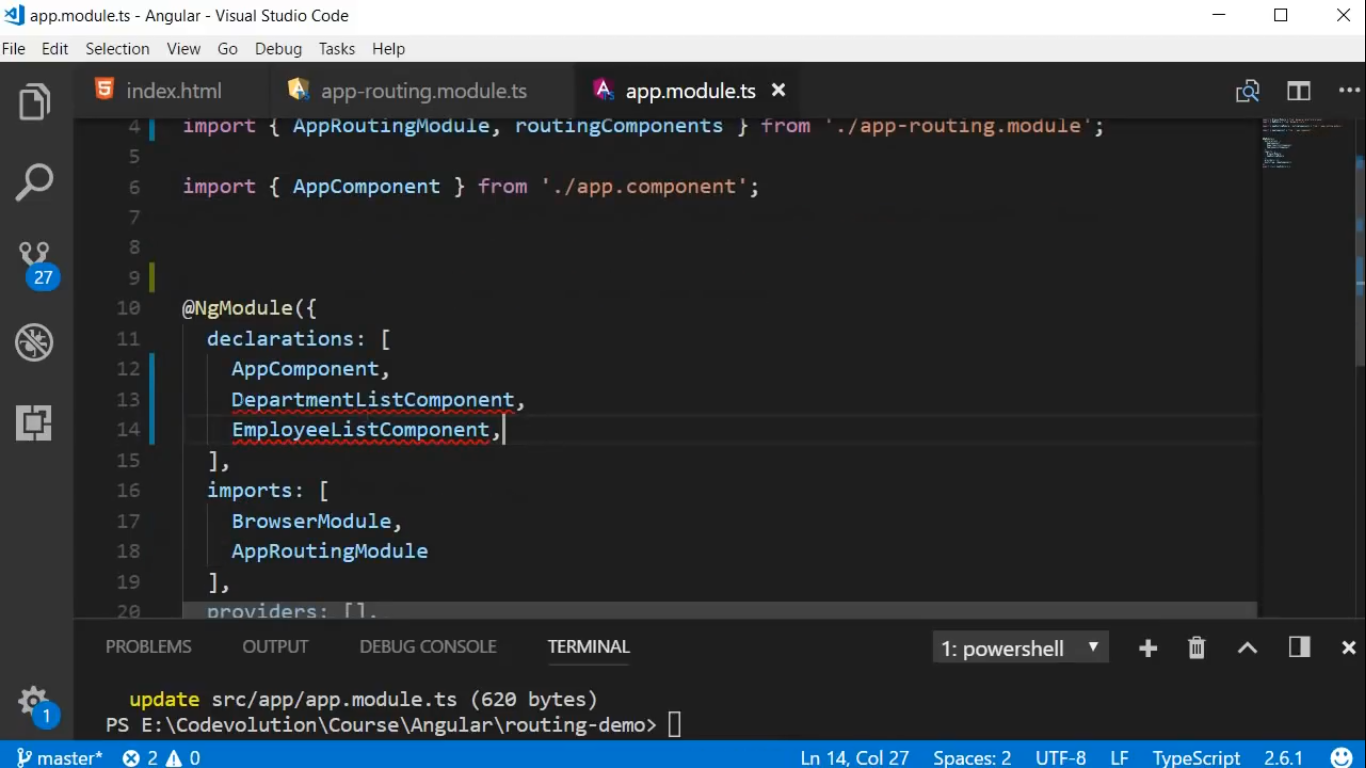 app.module.ts - Angular - Visual Studio Code
File Edit Selection View Go Debug Tasks Help
index.html app-routing.module.ts app.module.ts
4 import { AppRoutingModule, routingComponents } from './app-routing.module';
5
6 import { AppComponent } from './app.component';
7
8
9
10 @NgModule({
11 declarations: [
12 AppComponent,
13 DepartmentListComponent,
14 EmployeeListComponent,
15 ],
16 imports: [
17 BrowserModule,
18 AppRoutingModule
19 ],
20 providers: [],
27
PROBLEMS OUTPUT DEBUG CONSOLE TERMINAL 1: powershell
update src/app/app.module.ts (620 bytes)
PS E:\Codevolution\Course\Angular\routing-demo>
1
master* 2 0 Ln 14, Col 27 Spaces: 2 UTF-8 LF TypeScript 2.6.1